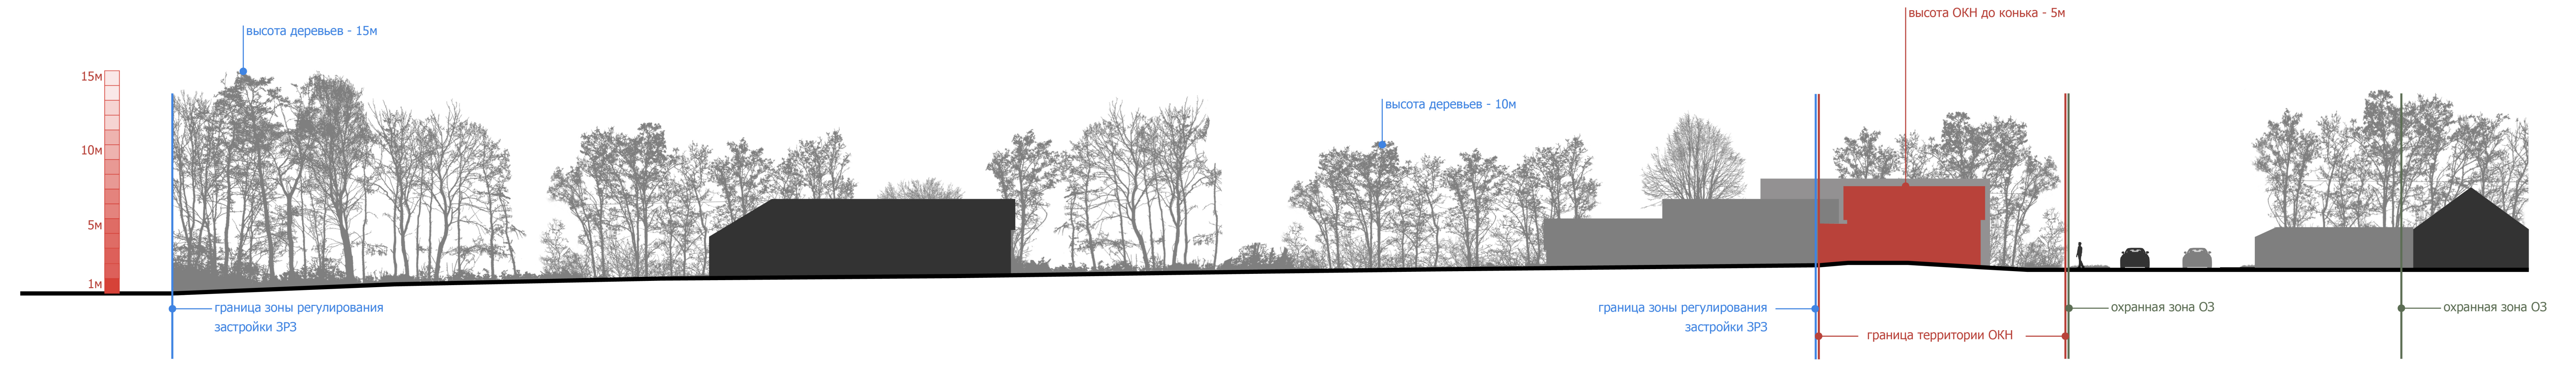 высота ОКН до конька - 5м
высота деревьев - 15м
15м
высота деревьев - 10м
10м
5м
1м
граница зоны регулирования
застройки ЗРЗ
граница зоны регулирования
застройки ЗРЗ
охранная зона ОЗ
охранная зона ОЗ
граница территории ОКН